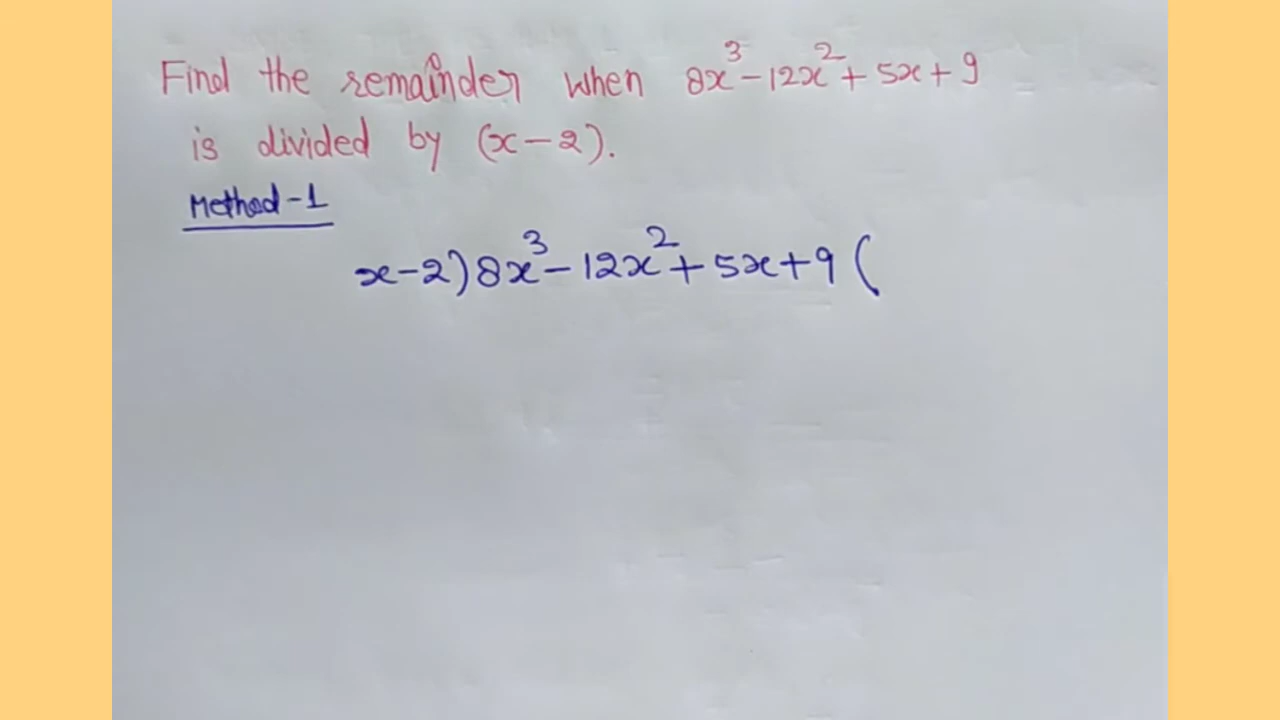 Find the remainder when 8x³-12x²+5x+9
is divided by (x-2).
Method-1
x-2)8x³-12x²+5x+9(